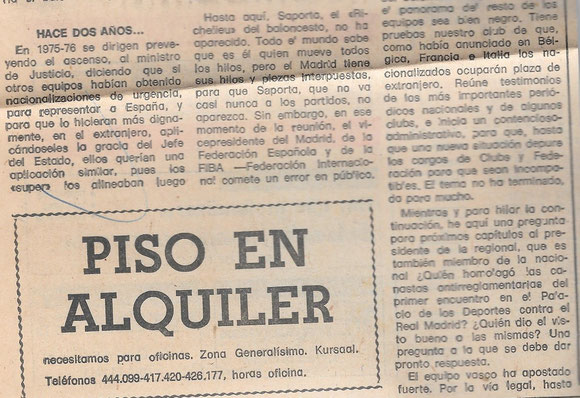 HACE DOS AÑOS...
En 1975-76 se dirigen preve-
yendo el ascenso, al ministro
de Justicia, diciendo que si
otros equipos habían obtenido
nacionalizaciones de urgencia,
para representar a España, y
para que lo hicieran más digna-
mente, en el extranjero, apli-
cándoseles la gracia del Jefe
del Estado, ellos querían una
aplicación similar, pues los
«super» los alineaban luego
Hasta aquí, Saporta, el «Ri-
chelieu» del baloncesto, no ha
aparecido. Todo el mundo sabe
que es él quien mueve todos
los hilos, pero el Madrid tiene
sus hilos y piezas interpuestas,
para que Saporta, que no va
casi nunca a los partidos, no
aparezca. Sin embargo, en ese
momento de la reunión, el vi-
cepresidente del Madrid, de la
Federación Española y de la
FIBA —Federación Internacio-
nal comete un error en público.
el panorama del resto de los
equipos sea bien negro. Tiene
pruebas nuestro club de que,
como había anunciado en Bél-
gica, Francia e Italia los na-
cionalizados ocuparán plaza de
extranjero. Reúne testimonios
de los más importantes perió-
dicos nacionales y de algunos
clubs, e inicia un contencioso-
administrativo para que, hasta
que una nueva situación depure
los cargos de Clubs y Fede-
ración para que sean incompa-
tibles. El tema no ha terminado,
da para mucho.
Mientras y para hilar la con-
tinuación, he aquí una pregunta
para próximos capítulos al pre-
sidente de la regional, que es
también miembro de la nacio-
nal ¿Quién homologó las ca-
nastas antirreglamentarias del
primer encuentro en el Pala-
cio de los Deportes contra el
Real Madrid? ¿Quién dio el vis-
to bueno a las mismas? Una
pregunta a la que se debe dar
pronto respuesta.
El equipo vasco ha apostado
fuerte. Por la vía legal, hasta
PISO EN
ALQUILER
necesitamos para oficinas. Zona Generalísimo. Kursaal.
Teléfonos 444.099-417.420-426.177, horas oficina.